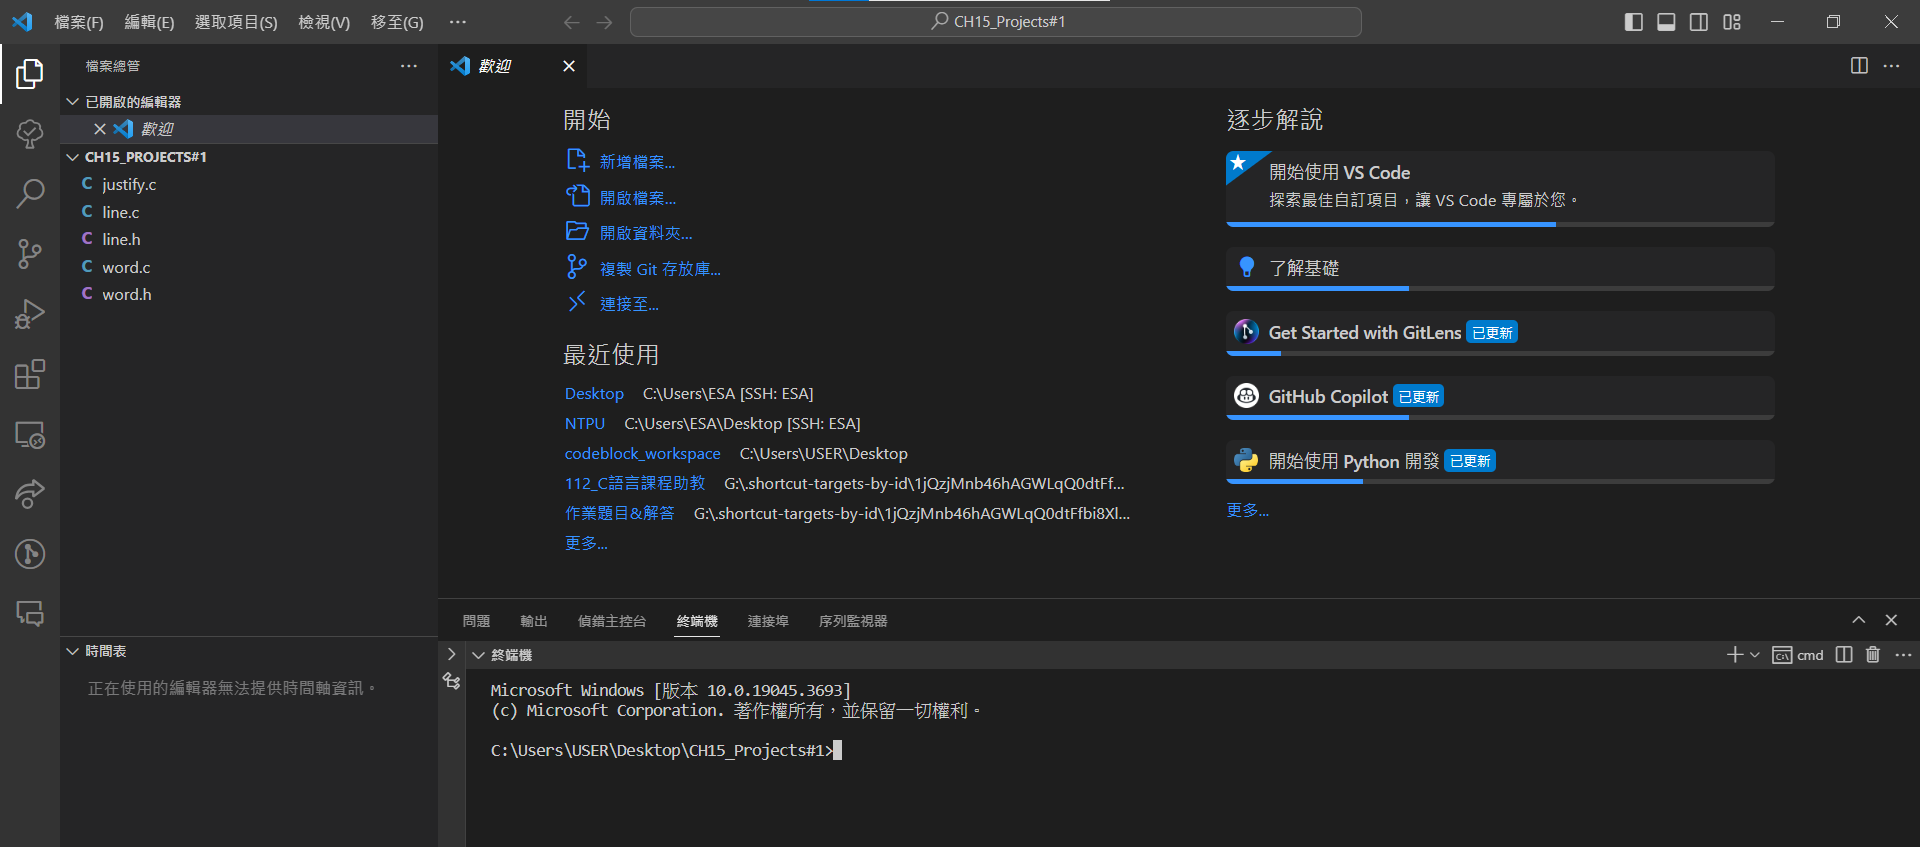 檔案(F) 編輯(E) 選取項目(S) 檢視(V) 移至(G) ··· CH15_Projects#1
檔案總管 ···
已開啟的編輯器
歡迎
CH15_PROJECTS#1
C justify.c
C line.c
C line.h
C word.c
C word.h
時間表
正在使用的編輯器無法提供時間軸資訊。
歡迎
開始
新增檔案...
開啟檔案...
開啟資料夾...
複製 Git 存放庫...
連接至...
最近使用
Desktop C:\Users\ESA [SSH: ESA]
NTPU C:\Users\ESA\Desktop [SSH: ESA]
codeblock_workspace C:\Users\USER\Desktop
112_C語言課程助教 G:\.shortcut-targets-by-id\1jQzjMnb46hAGWLqQ0dtFf...
作業題目&解答 G:\.shortcut-targets-by-id\1jQzjMnb46hAGWLqQ0dtFfbi8Xl...
更多...
逐步解說
開始使用 VS Code
探索最佳自訂項目，讓 VS Code 專屬於您。
了解基礎
Get Started with GitLens 已更新
GitHub Copilot 已更新
開始使用 Python 開發 已更新
更多...
問題 輸出 偵錯主控台 終端機 連接埠 序列監視器
終端機 cmd ···
Microsoft Windows [版本 10.0.19045.3693]
(c) Microsoft Corporation. 著作權所有，並保留一切權利。
C:\Users\USER\Desktop\CH15_Projects#1>